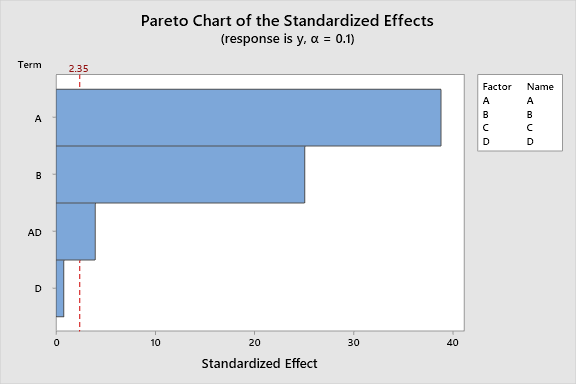 Pareto Chart of the Standardized Effects
(response is y, α = 0.1)
Term
2.35
A
B
AD
D
0 10 20 30 40
Standardized Effect
Factor Name
A A
B B
C C
D D